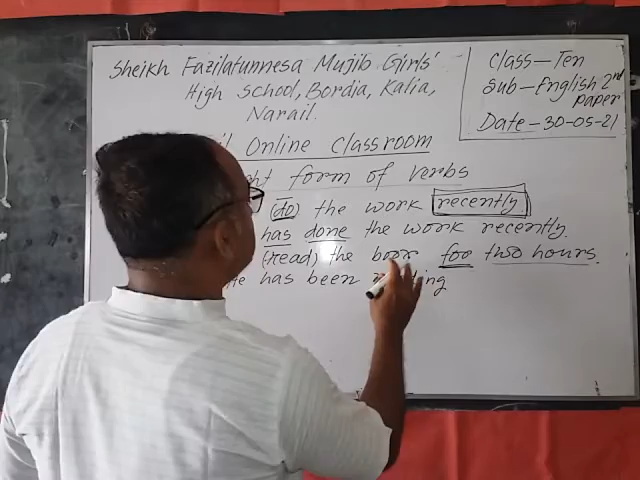 Sheikh Fazilatunnesa Mujib Girls'
High School, Bordia, Kalia,
Narail.
Class-Ten
Sub-English 2nd
paper
Date-30-05-21
Online Classroom
form of verbs
(do) the work recently
has done the work recently.
(read) the book for two hours.
has been